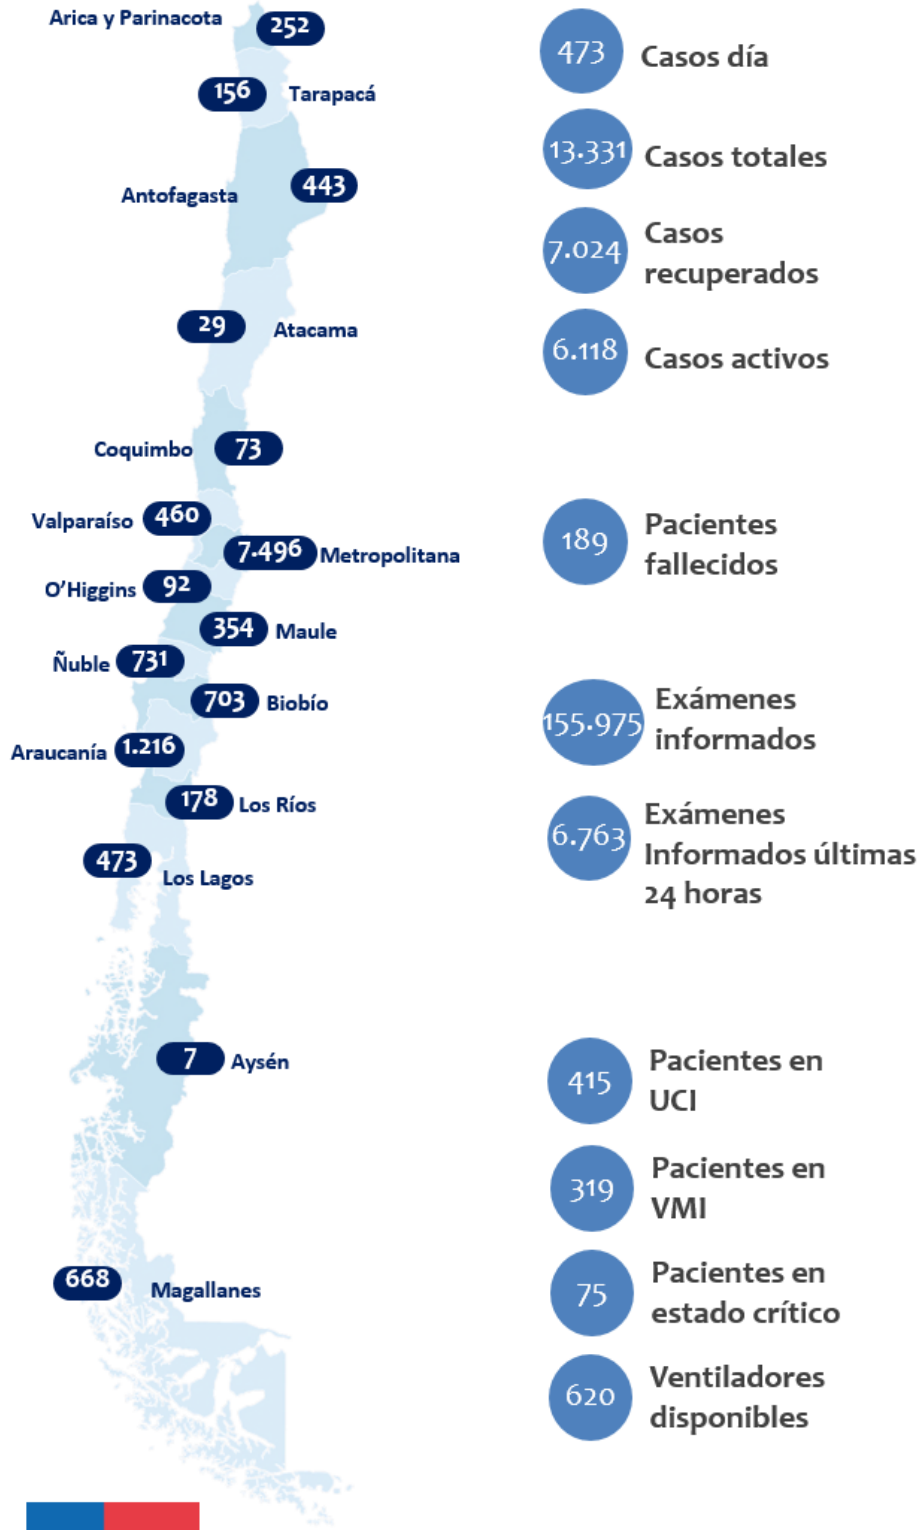 Arica y Parinacota
252
156
Tarapacá
Antofagasta
443
29
Atacama
Coquimbo
73
Valparaíso
460
7.496
Metropolitana
O’Higgins
92
354
Maule
Ñuble
731
703
Biobío
Araucanía
1.216
178
Los Ríos
473
Los Lagos
7
Aysén
668
Magallanes
473
Casos día
13.331
Casos totales
7.024
Casos
recuperados
6.118
Casos activos
189
Pacientes
fallecidos
155.975
Exámenes
informados
6.763
Exámenes
Informados últimas
24 horas
415
Pacientes en
UCI
319
Pacientes en
VMI
75
Pacientes en
estado crítico
620
Ventiladores
disponibles